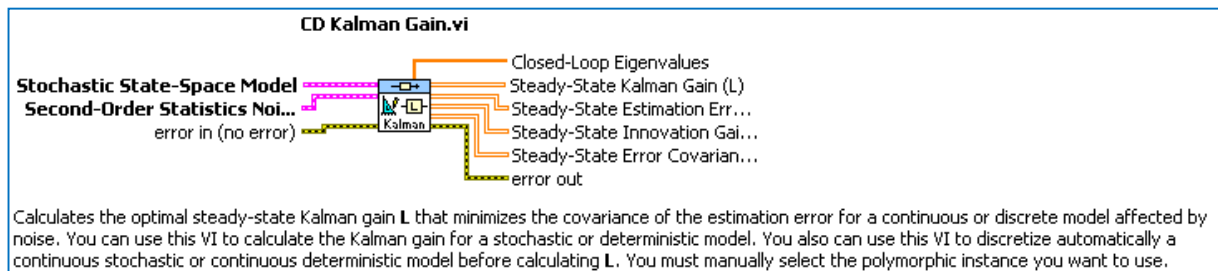 CD Kalman Gain.vi
Closed-Loop Eigenvalues
Stochastic State-Space Model
Steady-State Kalman Gain (L)
Second-Order Statistics Noi...
Steady-State Estimation Err...
error in (no error)
Steady-State Innovation Gai...
Steady-State Error Covarian...
error out
L
Kalman
Calculates the optimal steady-state Kalman gain L that minimizes the covariance of the estimation error for a continuous or discrete model affected by
noise. You can use this VI to calculate the Kalman gain for a stochastic or deterministic model. You also can use this VI to discretize automatically a
continuous stochastic or continuous deterministic model before calculating L. You must manually select the polymorphic instance you want to use.